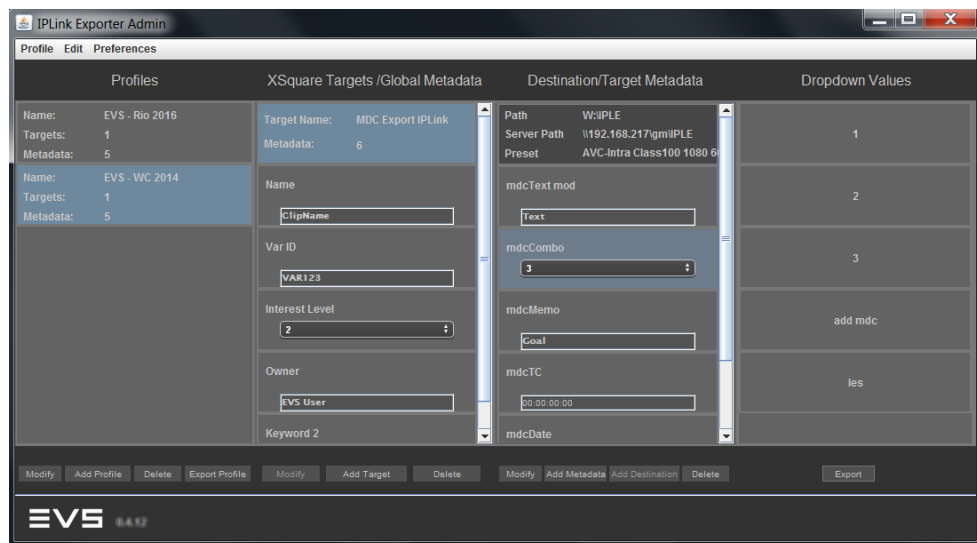 IPLink Exporter Admin
Profile Edit Preferences
Profiles
XSquare Targets /Global Metadata
Destination/Target Metadata
Dropdown Values
Name: EVS - Rio 2016
Targets: 1
Metadata: 5
Name: EVS - WC 2014
Targets: 1
Metadata: 5
Target Name: MDC Export IPLink
Metadata: 6
Name
ClipName
Var ID
VAR123
Interest Level
2
Owner
EVS User
Keyword 2
Path W:\IPLE
Server Path \\192.168.217\gm\IPLE
Preset AVC-Intra Class100 1080 6
mdcText mod
Text
mdcCombo
3
mdcMemo
Goal
mdcTC
00:00:00:00
mdcDate
1
2
3
add mdc
les
Modify Add Profile Delete Export Profile
Modify Add Target Delete
Modify Add Metadata Add Destination Delete
Export
EVS 0.4.12